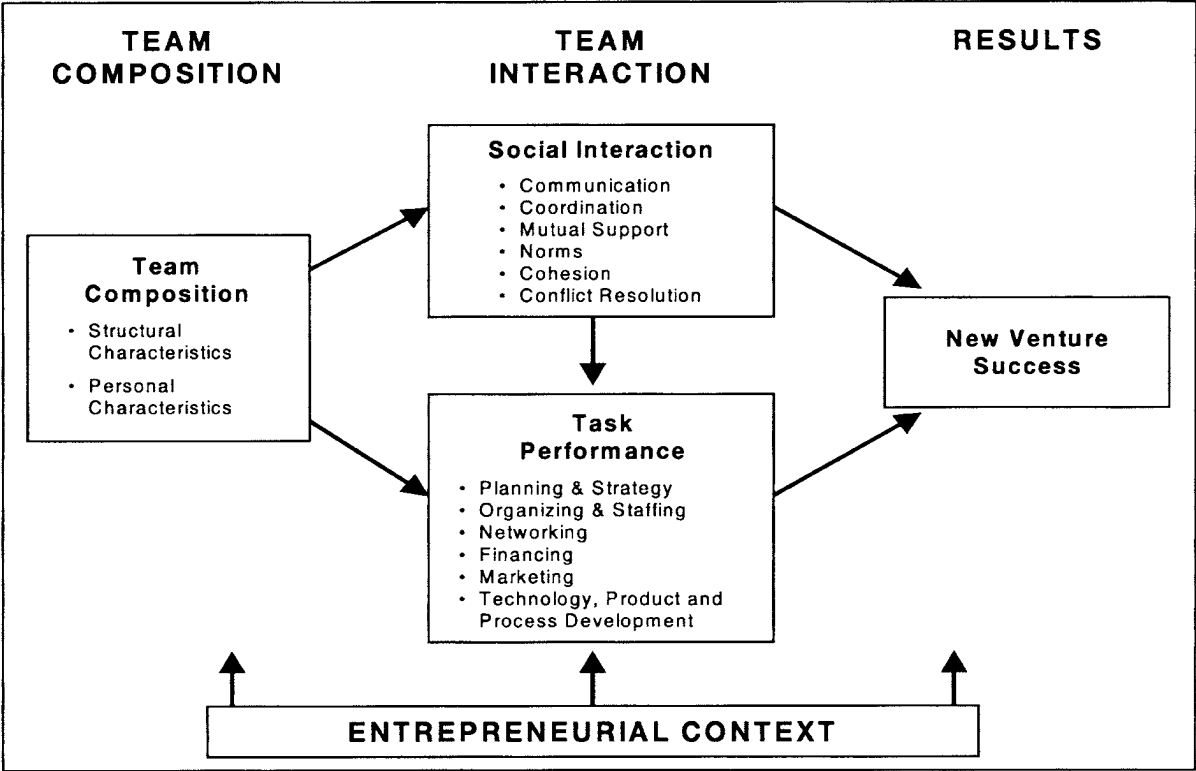 TEAM
COMPOSITION
TEAM
INTERACTION
RESULTS
Social Interaction
• Communication
• Coordination
• Mutual Support
• Norms
• Cohesion
• Conflict Resolution
Team
Composition
• Structural
Characteristics
• Personal
Characteristics
New Venture
Success
Task
Performance
• Planning & Strategy
• Organizing & Staffing
• Networking
• Financing
• Marketing
• Technology, Product and
Process Development
ENTREPRENEURIAL CONTEXT